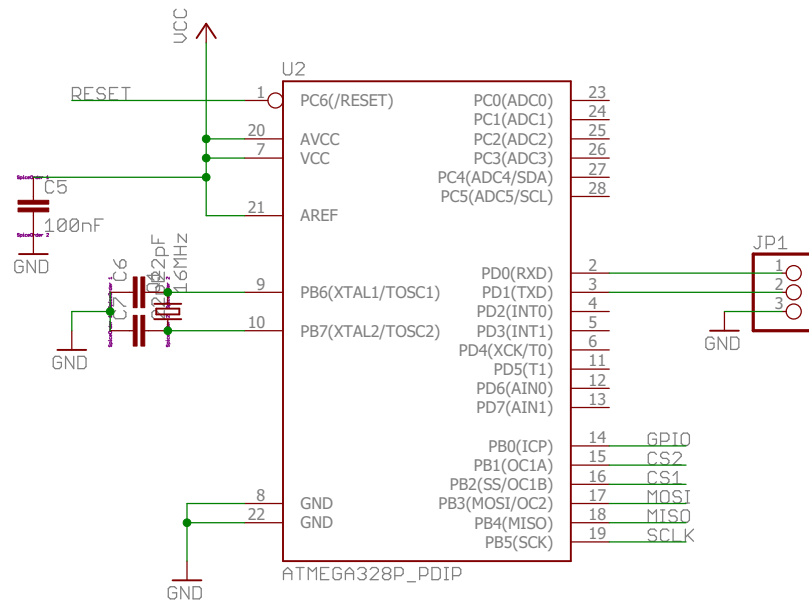 VCC
U2
RESET
1
PC6(/RESET)
20
AVCC
7
VCC
21
AREF
SpiceOrder 1
C5
100nF
SpiceOrder 2
GND
C6
22pF
16MHz
C7
9
PB6(XTAL1/TOSC1)
10
PB7(XTAL2/TOSC2)
GND
8
GND
22
GND
GND
PC0(ADC0)
23
PC1(ADC1)
24
PC2(ADC2)
25
PC3(ADC3)
26
PC4(ADC4/SDA)
27
PC5(ADC5/SCL)
28
PD0(RXD)
2
PD1(TXD)
3
PD2(INT0)
4
PD3(INT1)
5
PD4(XCK/T0)
6
PD5(T1)
11
PD6(AIN0)
12
PD7(AIN1)
13
PB0(ICP)
14
GPIO
PB1(OC1A)
15
CS2
PB2(SS/OC1B)
16
CS1
PB3(MOSI/OC2)
17
MOSI
PB4(MISO)
18
MISO
PB5(SCK)
19
SCLK
JP1
1
2
3
GND
ATMEGA328P_PDIP